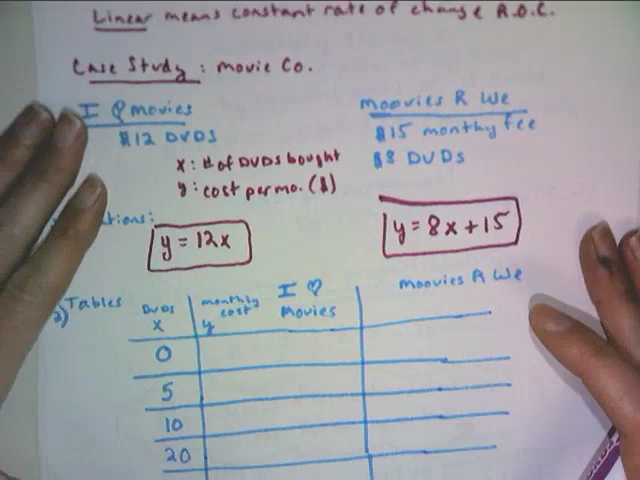 Linear means constant rate of change R.O.C.
Case Study : Movie Co.
I ♡ movies
$12 DVDS
Moovies R We
$15 monthly fee
$8 DVDS
x : # of DVDs bought
y : cost per mo. ($)
y = 12x
y = 8x + 15
2) Tables
DVDS
x
monthly
cost
y
I ♡
Movies
Moovies R We
0
5
10
20